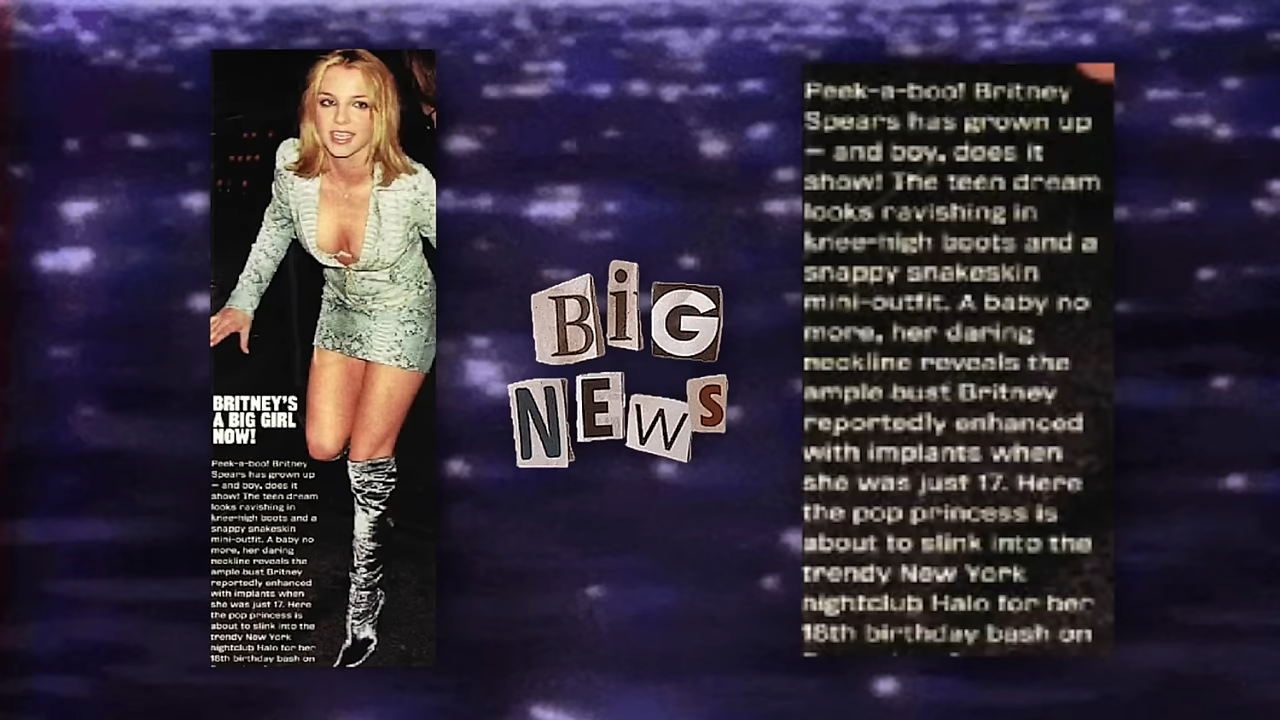 BRITNEY'S
A BIG GIRL
NOW!
Peek-a-boo! Britney
Spears has grown up
— and boy, does it
show! The teen dream
looks ravishing in
knee-high boots and a
snappy snakeskin
mini-outfit. A baby no
more, her daring
neckline reveals the
ample bust Britney
reportedly enhanced
with implants when
she was just 17. Here
the pop princess is
about to slink into the
trendy New York
nightclub Halo for her
18th birthday bash on
BiG
NEWS
Peek-a-boo! Britney
Spears has grown up
— and boy, does it
show! The teen dream
looks ravishing in
knee-high boots and a
snappy snakeskin
mini-outfit. A baby no
more, her daring
neckline reveals the
ample bust Britney
reportedly enhanced
with implants when
she was just 17. Here
the pop princess is
about to slink into the
trendy New York
nightclub Halo for her
18th birthday bash on